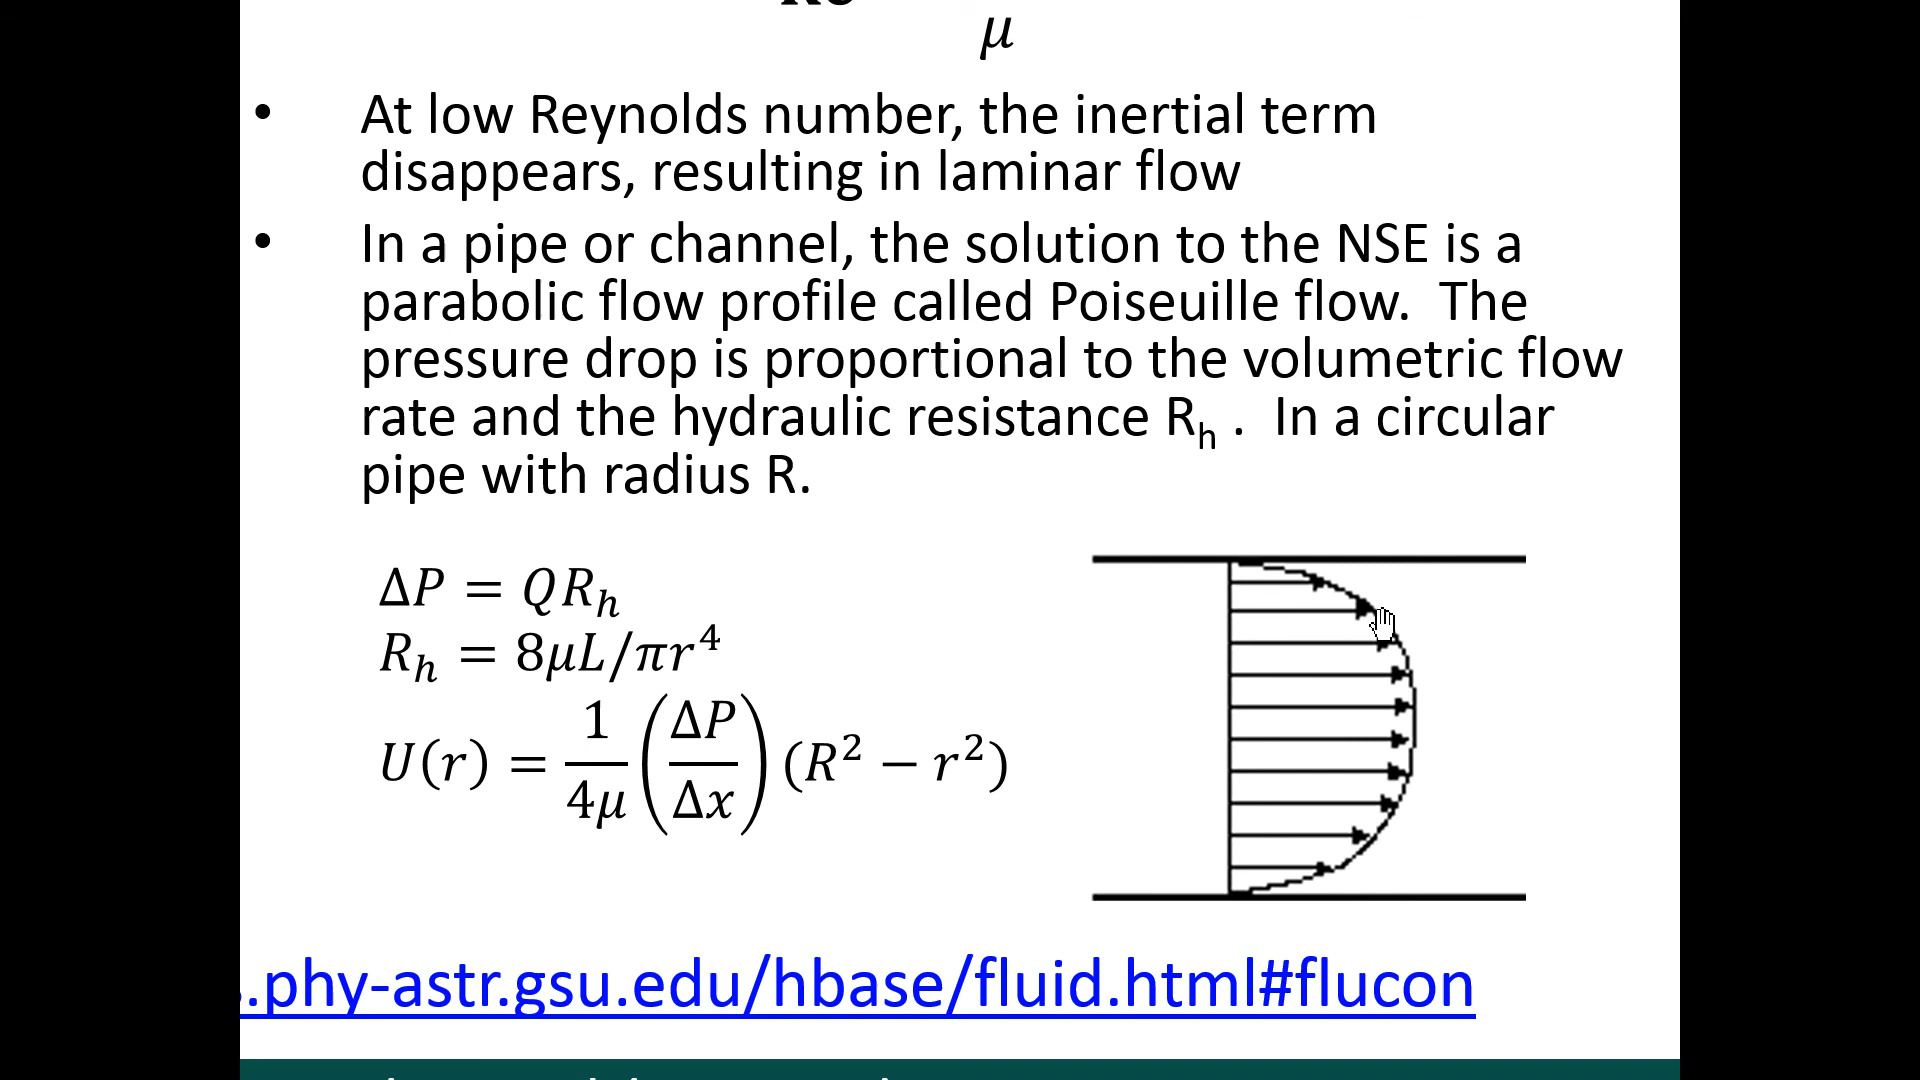 μ
• At low Reynolds number, the inertial term
disappears, resulting in laminar flow
• In a pipe or channel, the solution to the NSE is a
parabolic flow profile called Poiseuille flow. The
pressure drop is proportional to the volumetric flow
rate and the hydraulic resistance Rₕ . In a circular
pipe with radius R.
ΔP = QRₕ
Rₕ = 8μL/πr⁴
U(r) = 1/4μ (ΔP/Δx) (R² − r²)
.phy-astr.gsu.edu/hbase/fluid.html#flucon